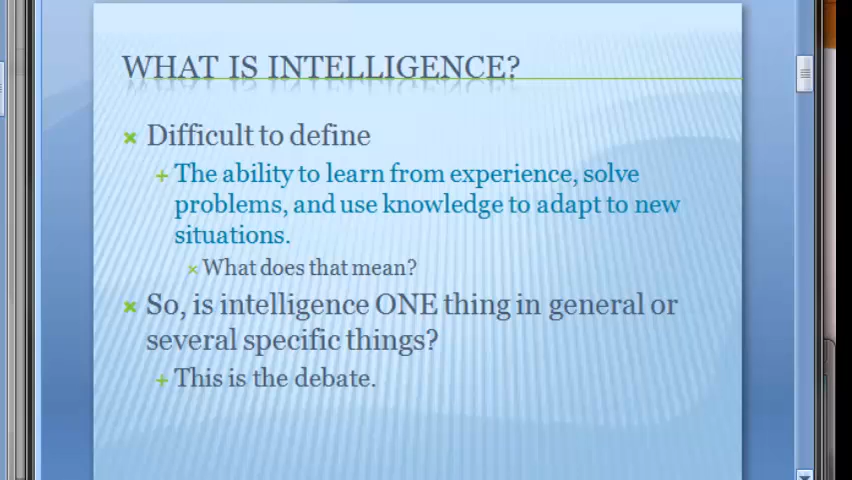 WHAT IS INTELLIGENCE?
Difficult to define
The ability to learn from experience, solve
problems, and use knowledge to adapt to new
situations.
What does that mean?
So, is intelligence ONE thing in general or
several specific things?
This is the debate.